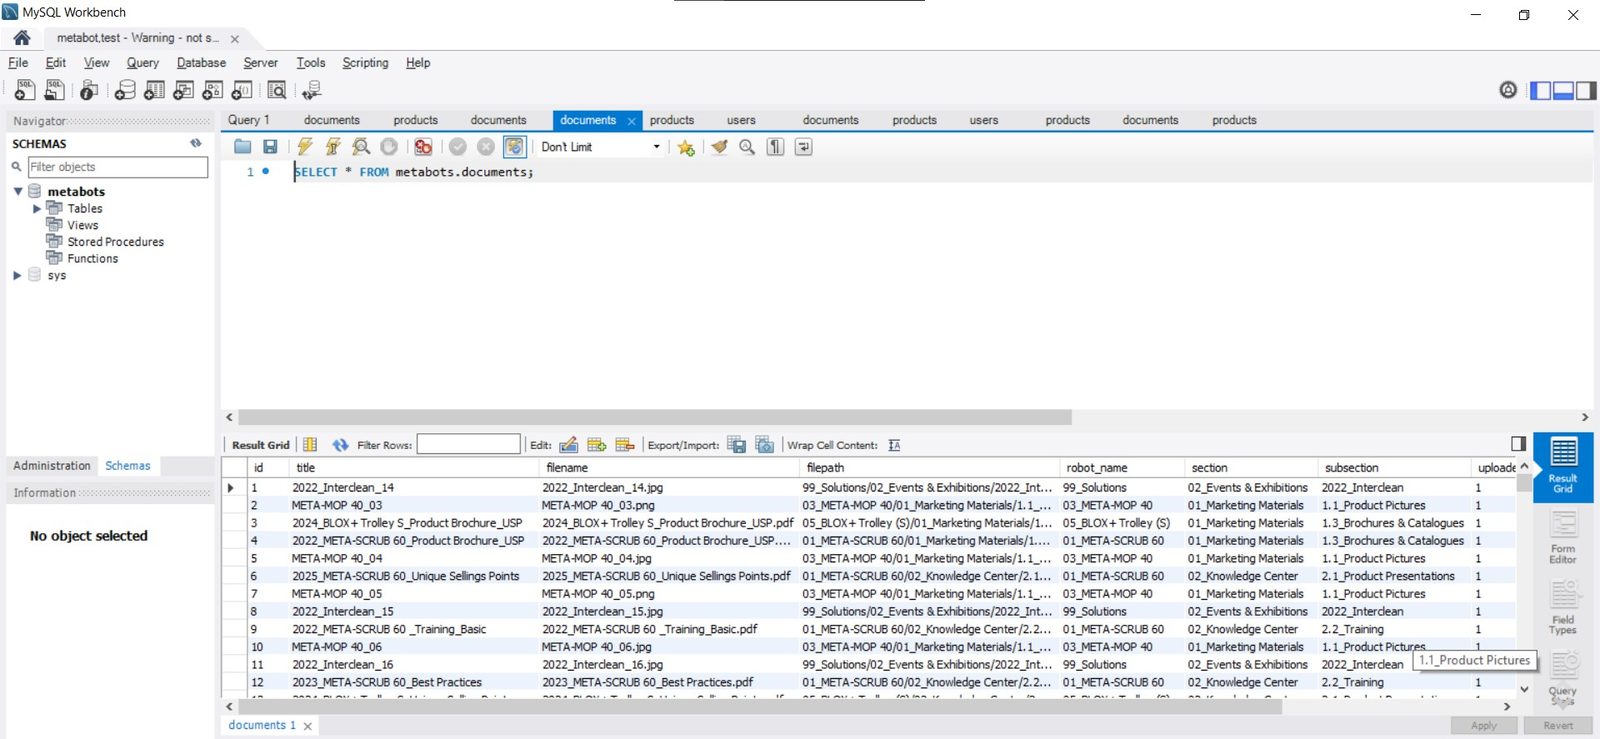 MySQL Workbench
metabot,test - Warning - not s...
File Edit View Query Database Server Tools Scripting Help
Navigator
SCHEMAS
Filter objects
metabots
Tables
Views
Stored Procedures
Functions
sys
Administration Schemas
Information
No object selected
Query 1 documents products documents documents products users documents products users products documents products
Don't Limit
1 SELECT * FROM metabots.documents;
Result Grid Filter Rows: Edit: Export/Import: Wrap Cell Content:
id title filename filepath robot_name section subsection uploade
1 2022_Interclean_14 2022_Interclean_14.jpg 99_Solutions/02_Events & Exhibitions/2022_Int... 99_Solutions 02_Events & Exhibitions 2022_Interclean 1
2 META-MOP 40_03 META-MOP 40_03.png 03_META-MOP 40/01_Marketing Materials/1.1_... 03_META-MOP 40 01_Marketing Materials 1.1_Product Pictures 1
3 2024_BLOX+ Trolley S_Product Brochure_USP 2024_BLOX+ Trolley S_Product Brochure_USP.pdf 05_BLOX+ Trolley (S)/01_Marketing Materials/1... 05_BLOX+ Trolley (S) 01_Marketing Materials 1.3_Brochures & Catalogues 1
4 2022_META-SCRUB 60_Product Brochure_USP 2022_META-SCRUB 60_Product Brochure_USP.... 01_META-SCRUB 60/01_Marketing Materials/1.... 01_META-SCRUB 60 01_Marketing Materials 1.3_Brochures & Catalogues 1
5 META-MOP 40_04 META-MOP 40_04.jpg 03_META-MOP 40/01_Marketing Materials/1.1_... 03_META-MOP 40 01_Marketing Materials 1.1_Product Pictures 1
6 2025_META-SCRUB 60_Unique Sellings Points 2025_META-SCRUB 60_Unique Sellings Points.pdf 01_META-SCRUB 60/02_Knowledge Center/2.1... 01_META-SCRUB 60 02_Knowledge Center 2.1_Product Presentations 1
7 META-MOP 40_05 META-MOP 40_05.png 03_META-MOP 40/01_Marketing Materials/1.1_... 03_META-MOP 40 01_Marketing Materials 1.1_Product Pictures 1
8 2022_Interclean_15 2022_Interclean_15.jpg 99_Solutions/02_Events & Exhibitions/2022_Int... 99_Solutions 02_Events & Exhibitions 2022_Interclean 1
9 2022_META-SCRUB 60 _Training_Basic 2022_META-SCRUB 60 _Training_Basic.pdf 01_META-SCRUB 60/02_Knowledge Center/2.2... 01_META-SCRUB 60 02_Knowledge Center 2.2_Training 1
10 META-MOP 40_06 META-MOP 40_06.jpg 03_META-MOP 40/01_Marketing Materials/1.1_... 03_META-MOP 40 01_Marketing Materials 1.1_Product Pictures 1
11 2022_Interclean_16 2022_Interclean_16.jpg 99_Solutions/02_Events & Exhibitions/2022_Int... 99_Solutions 02_Events & Exhibitions 2022_Interclean
1.1_Product Pictures
12 2023_META-SCRUB 60_Best Practices 2023_META-SCRUB 60_Best Practices.pdf 01_META-SCRUB 60/02_Knowledge Center/2.2... 01_META-SCRUB 60 02_Knowledge Center 2.2_Training 1
Result
Grid
Form
Editor
Field
Types
Query
Stats
documents 1
Apply Revert